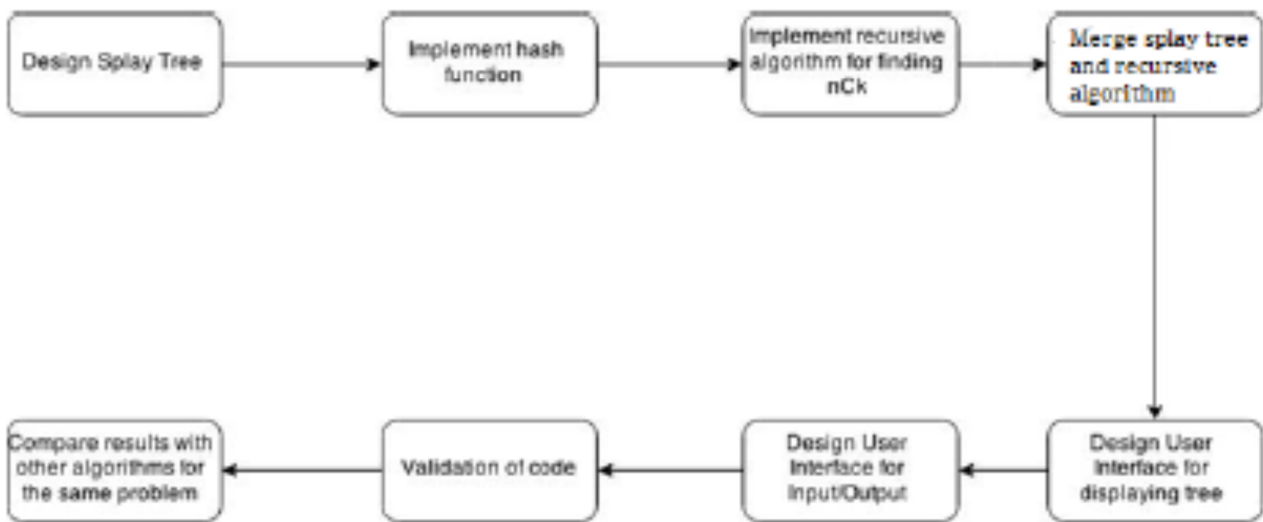 Design Splay Tree
Implement hash
function
Implement recursive
algorithm for finding
nCk
Merge splay tree
and recursive
algorithm
Design User
Interface for
displaying tree
Design User
Interface for
Input/Output
Validation of code
Compare results with
other algorithms for
the same problem